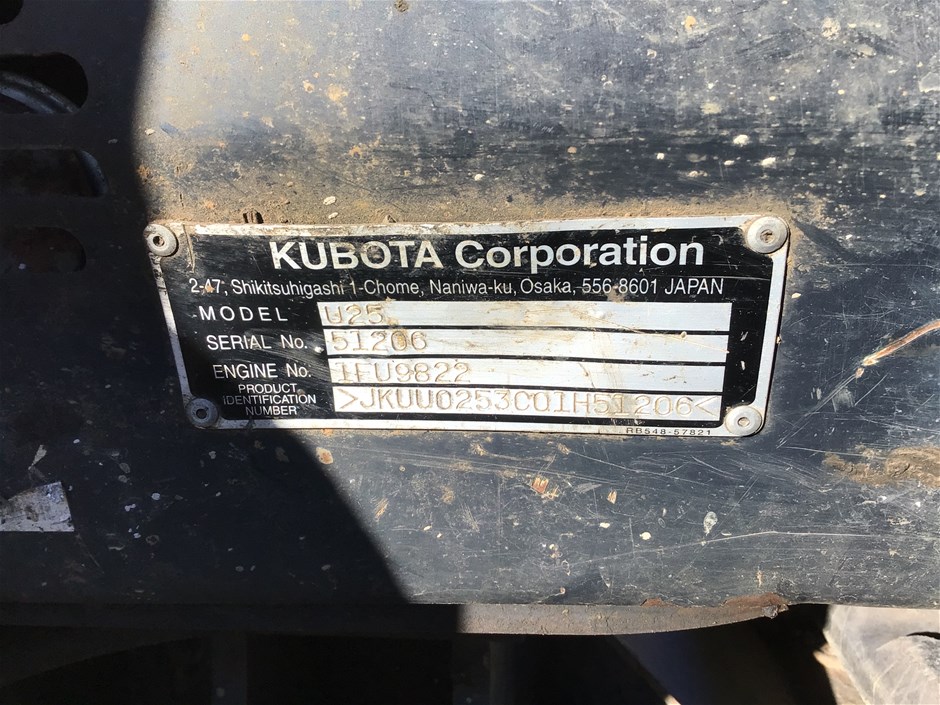 KUBOTA Corporation
2-47, Shikitsuhigashi 1-Chome, Naniwa-ku, Osaka, 556-8601 JAPAN
MODEL U25
SERIAL No. 51206
ENGINE No. 1FU9822
PRODUCT IDENTIFICATION NUMBER >JKUU0253C01H51206<
RB548-57821